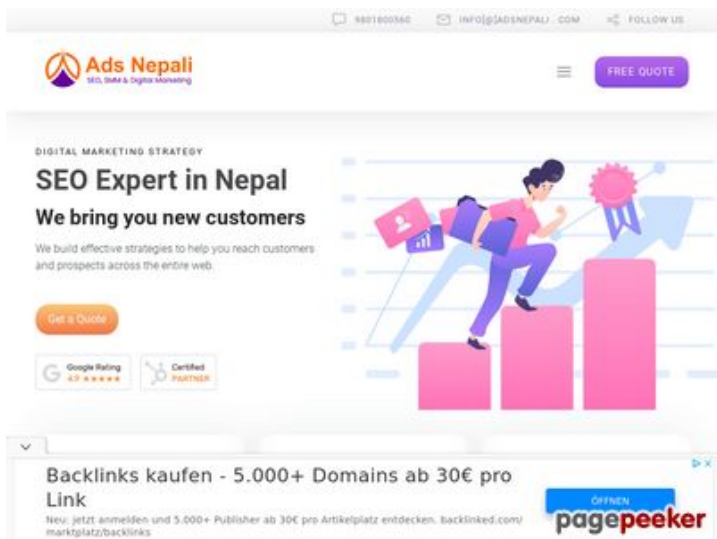 9801800560 INFO[@]ADSNEPALI . COM FOLLOW US
Ads Nepali
SEO, SMM & Digital Marketing
FREE QUOTE
DIGITAL MARKETING STRATEGY
SEO Expert in Nepal
We bring you new customers
We build effective strategies to help you reach customers
and prospects across the entire web.
Get a Quote
Google Rating
4.9 ★★★★★
Certified
PARTNER
Backlinks kaufen - 5.000+ Domains ab 30€ pro
Link
Neu: jetzt anmelden und 5.000+ Publisher ab 30€ pro Artikelplatz entdecken. backlinked.com/
marktplatz/backlinks
ÖFFNEN
pagepeeker